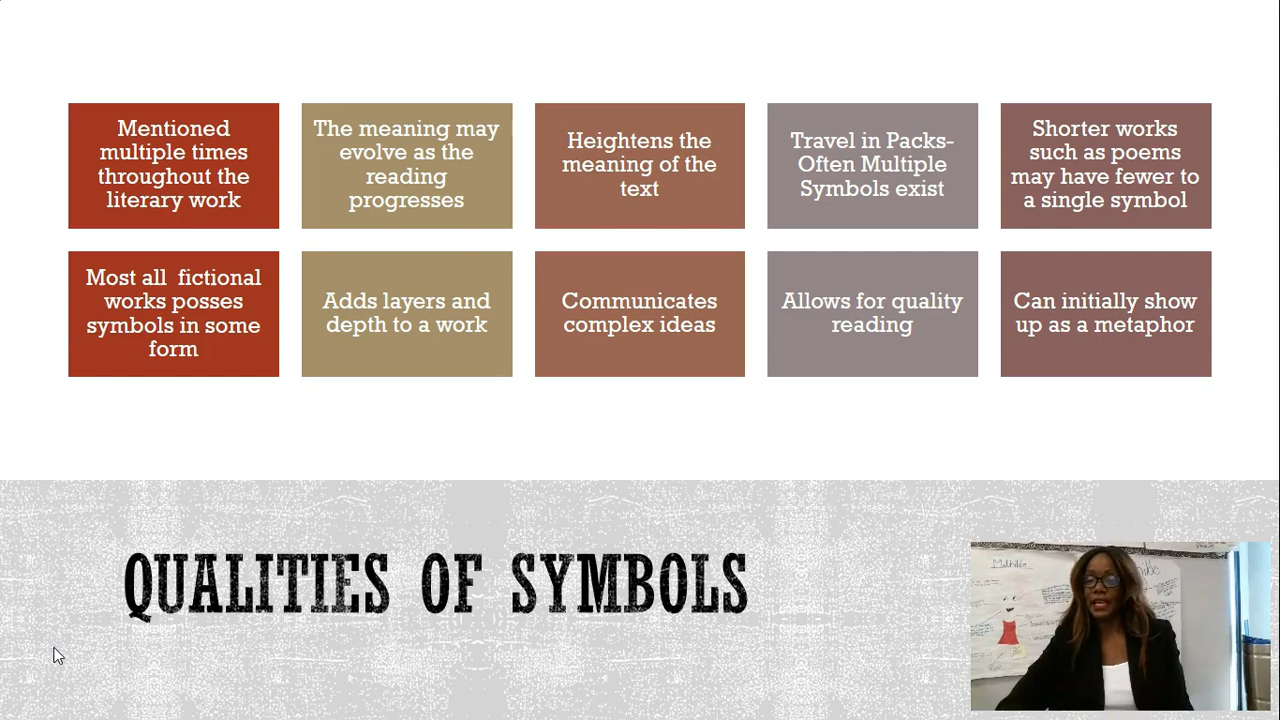 Mentioned
multiple times
throughout the
literary work
The meaning may
evolve as the
reading
progresses
Heightens the
meaning of the
text
Travel in Packs-
Often Multiple
Symbols exist
Shorter works
such as poems
may have fewer to
a single symbol
Most all  fictional
works posses
symbols in some
form
Adds layers and
depth to a work
Communicates
complex ideas
Allows for quality
reading
Can initially show
up as a metaphor
QUALITIES OF SYMBOLS
Mathilde